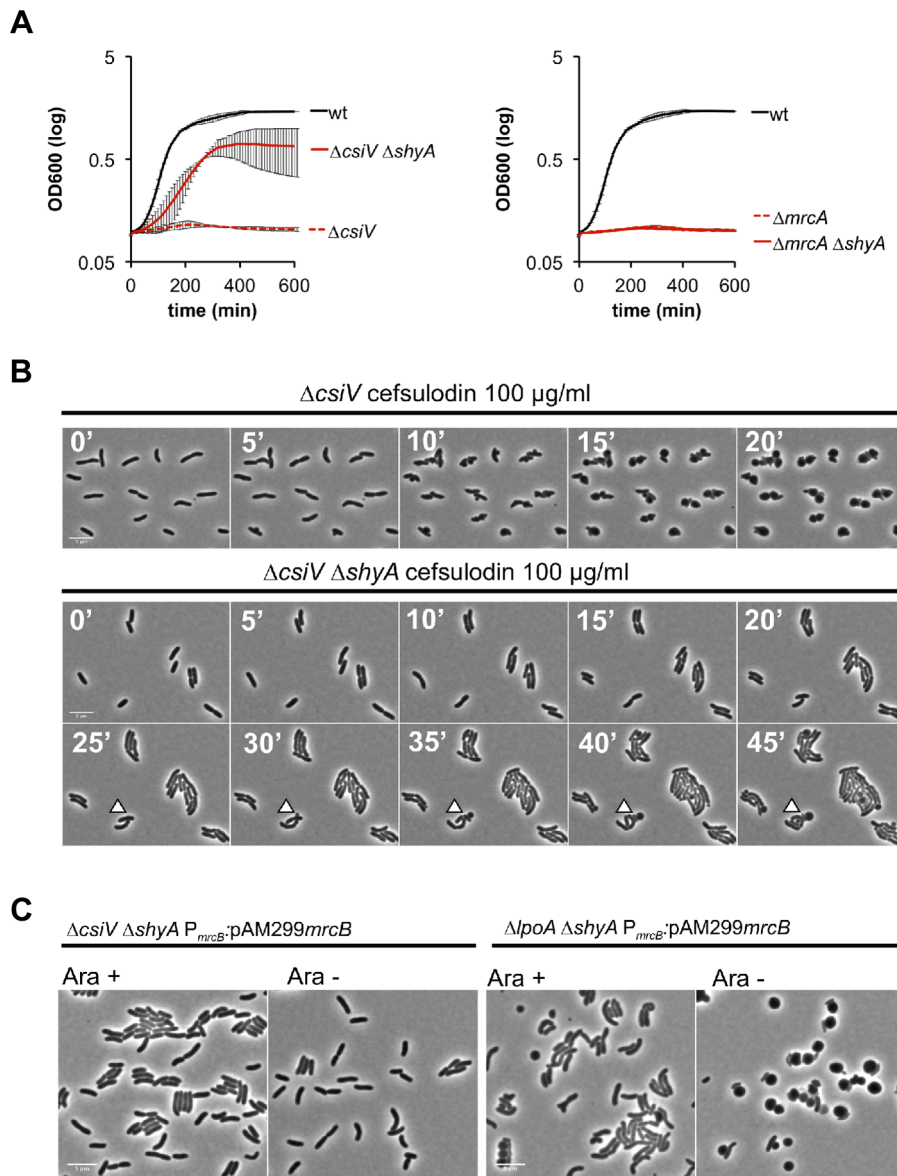 A
5
0.5
0.05
OD600 (log)
0
200
400
600
time (min)
wt
ΔcsiV ΔshyA
ΔcsiV
5
0.5
0.05
OD600 (log)
0
200
400
600
time (min)
wt
ΔmrcA
ΔmrcA ΔshyA
B
ΔcsiV cefsulodin 100 µg/ml
0’ 5’ 10’ 15’ 20’
ΔcsiV ΔshyA cefsulodin 100 µg/ml
0’ 5’ 10’ 15’ 20’
25’ 30’ 35’ 40’ 45’
C
ΔcsiV ΔshyA PmrcB:pAM299mrcB
Ara + Ara -
ΔlpoA ΔshyA PmrcB:pAM299mrcB
Ara + Ara -